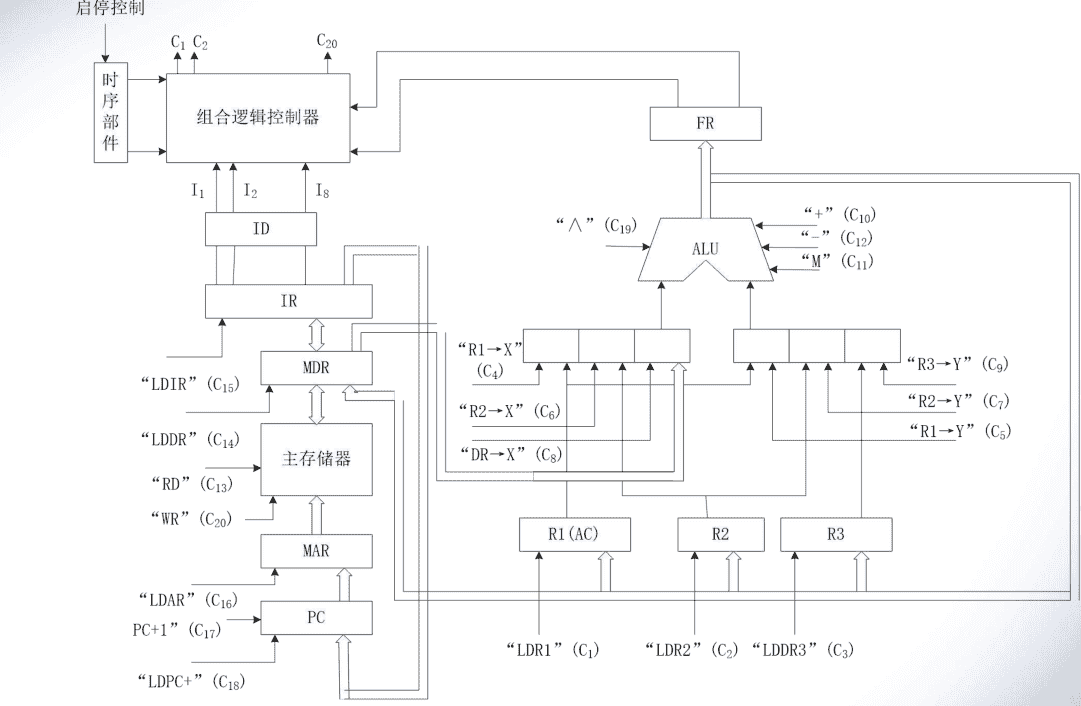 启停控制
C₁ C₂ C₂₀
时序部件
组合逻辑控制器
FR
I₁ I₂ I₈
ID
“∧” (C₁₉)
“+” (C₁₀)
“-” (C₁₂)
“M” (C₁₁)
ALU
IR
“LDIR” (C₁₅)
MDR
“R1→X”
(C₄)
“R3→Y” (C₉)
“R2→X” (C₆)
“R2→Y” (C₇)
“LDDR” (C₁₄)
“R1→Y” (C₅)
主存储器
“DR→X” (C₈)
“RD” (C₁₃)
“WR” (C₂₀)
R1(AC)
R2
R3
MAR
“LDAR” (C₁₆)
PC+1” (C₁₇)
PC
“LDR1” (C₁)
“LDR2” (C₂)
“LDDR3” (C₃)
“LDPC+” (C₁₈)